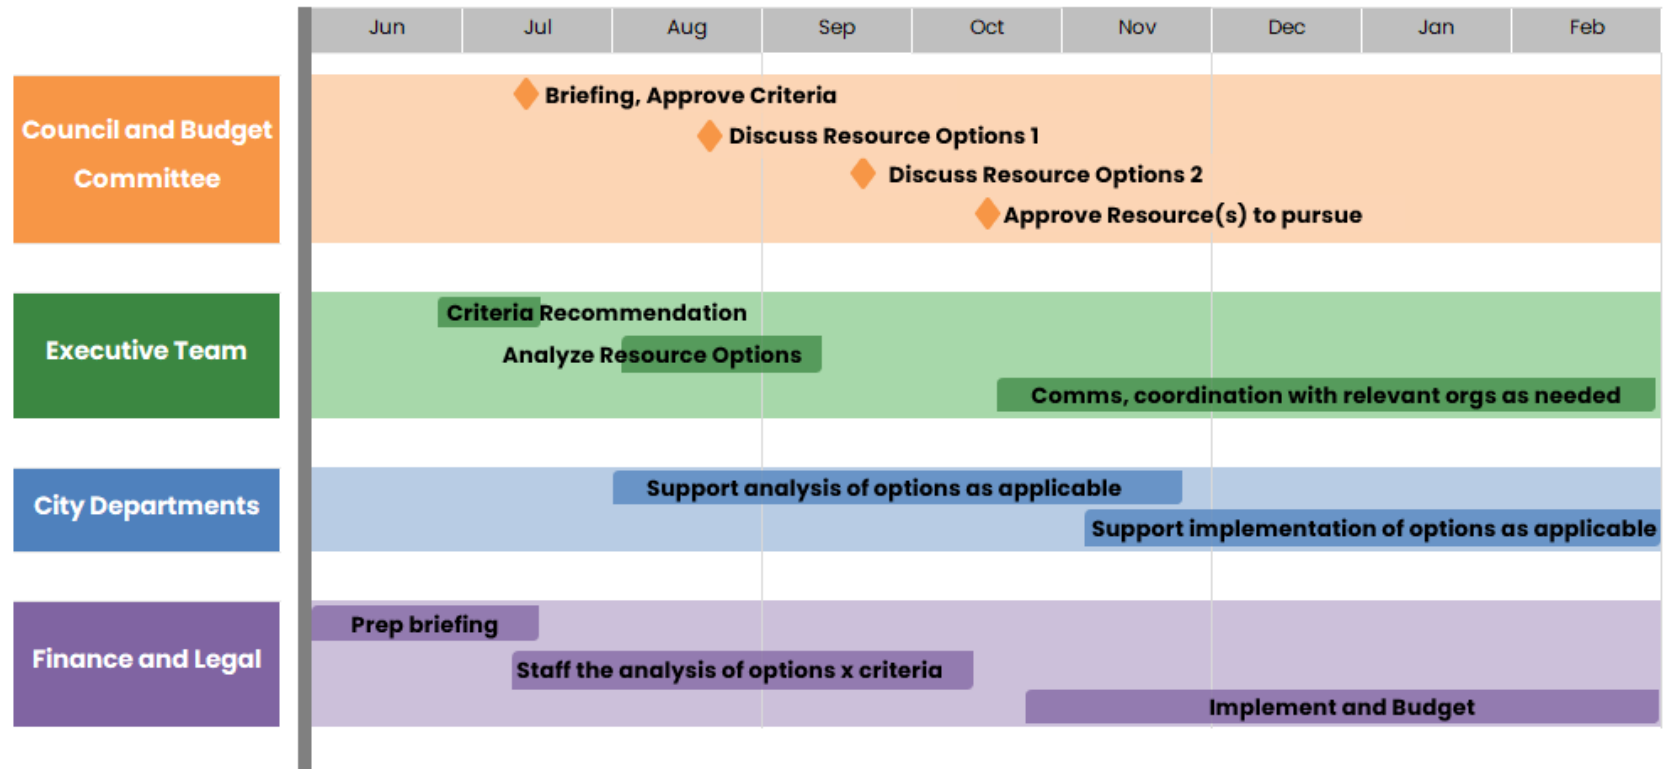 Jun Jul Aug Sep Oct Nov Dec Jan Feb
Council and Budget
Committee
Briefing, Approve Criteria
Discuss Resource Options 1
Discuss Resource Options 2
Approve Resource(s) to pursue
Executive Team
Criteria Recommendation
Analyze Resource Options
Comms, coordination with relevant orgs as needed
City Departments
Support analysis of options as applicable
Support implementation of options as applicable
Finance and Legal
Prep briefing
Staff the analysis of options x criteria
Implement and Budget